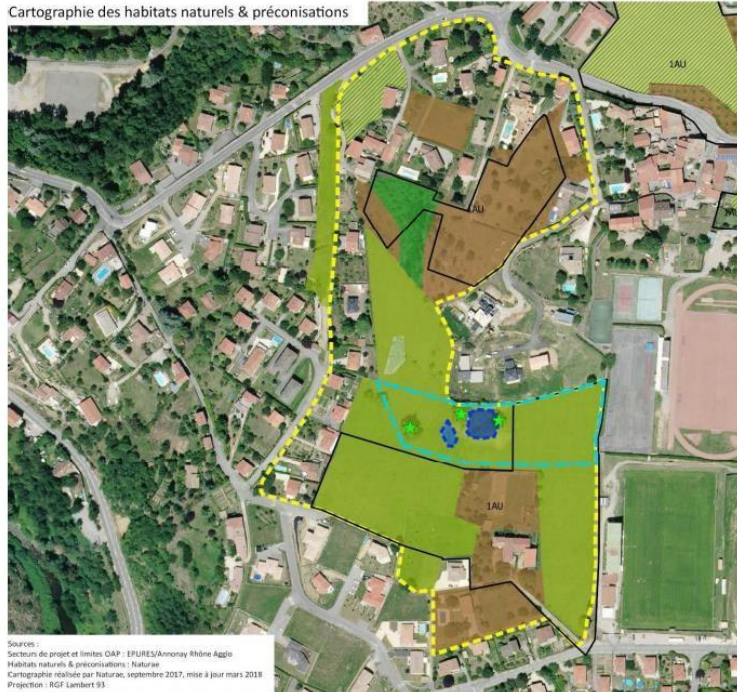 Cartographie des habitats naturels & préconisations
1AU
1AU
1AU
Sources :
Secteurs de projet et limites OAP : EPURES/Annonay Rhône Agglo
Habitats naturels & préconisations : Naturae
Cartographie réalisée par Naturae, septembre 2017, mise à jour mars 2018
Projection : RGF Lambert 93